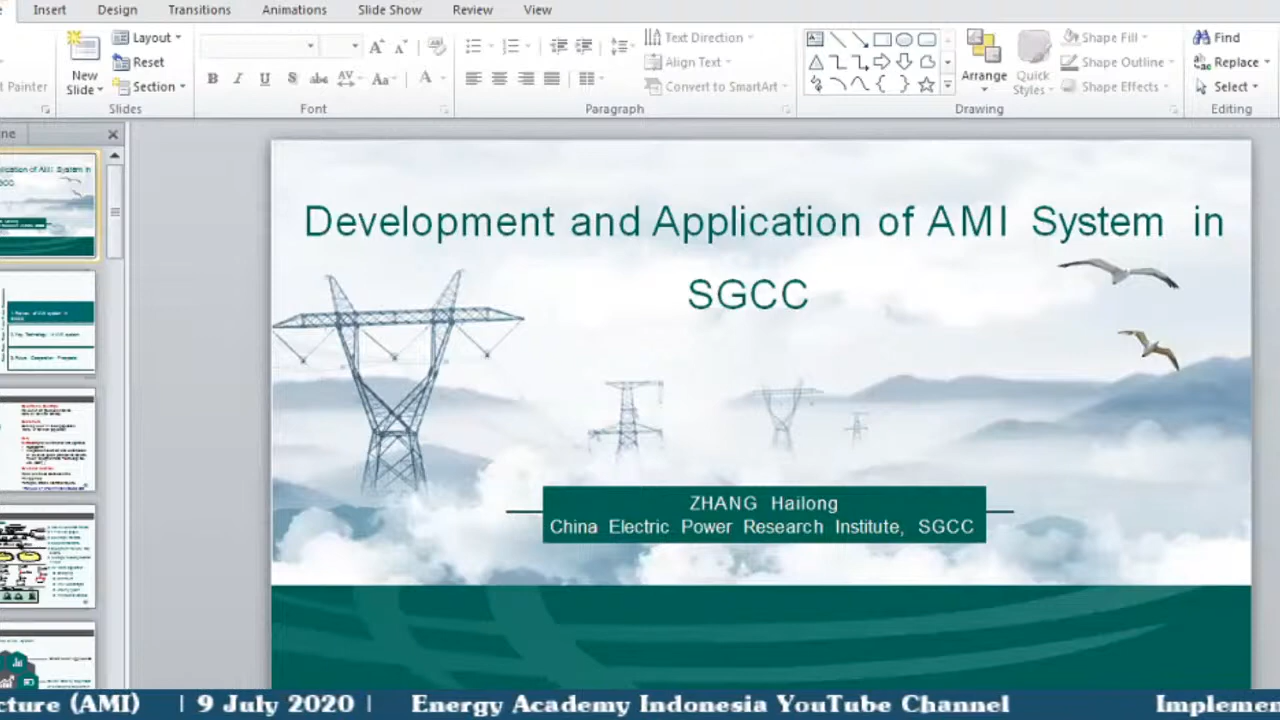 Insert Design Transitions Animations Slide Show Review View
Layout
Reset
Section
New
Slide
Painter
Slides
Font
Paragraph
Text Direction
Align Text
Convert to SmartArt
Arrange
Quick
Styles
Drawing
Shape Fill
Shape Outline
Shape Effects
Find
Replace
Select
Editing
Development and Application of AMI System in
SGCC
ZHANG Hailong
China Electric Power Research Institute, SGCC
cture (AMI) | 9 July 2020 | Energy Academy Indonesia YouTube Channel Implemen